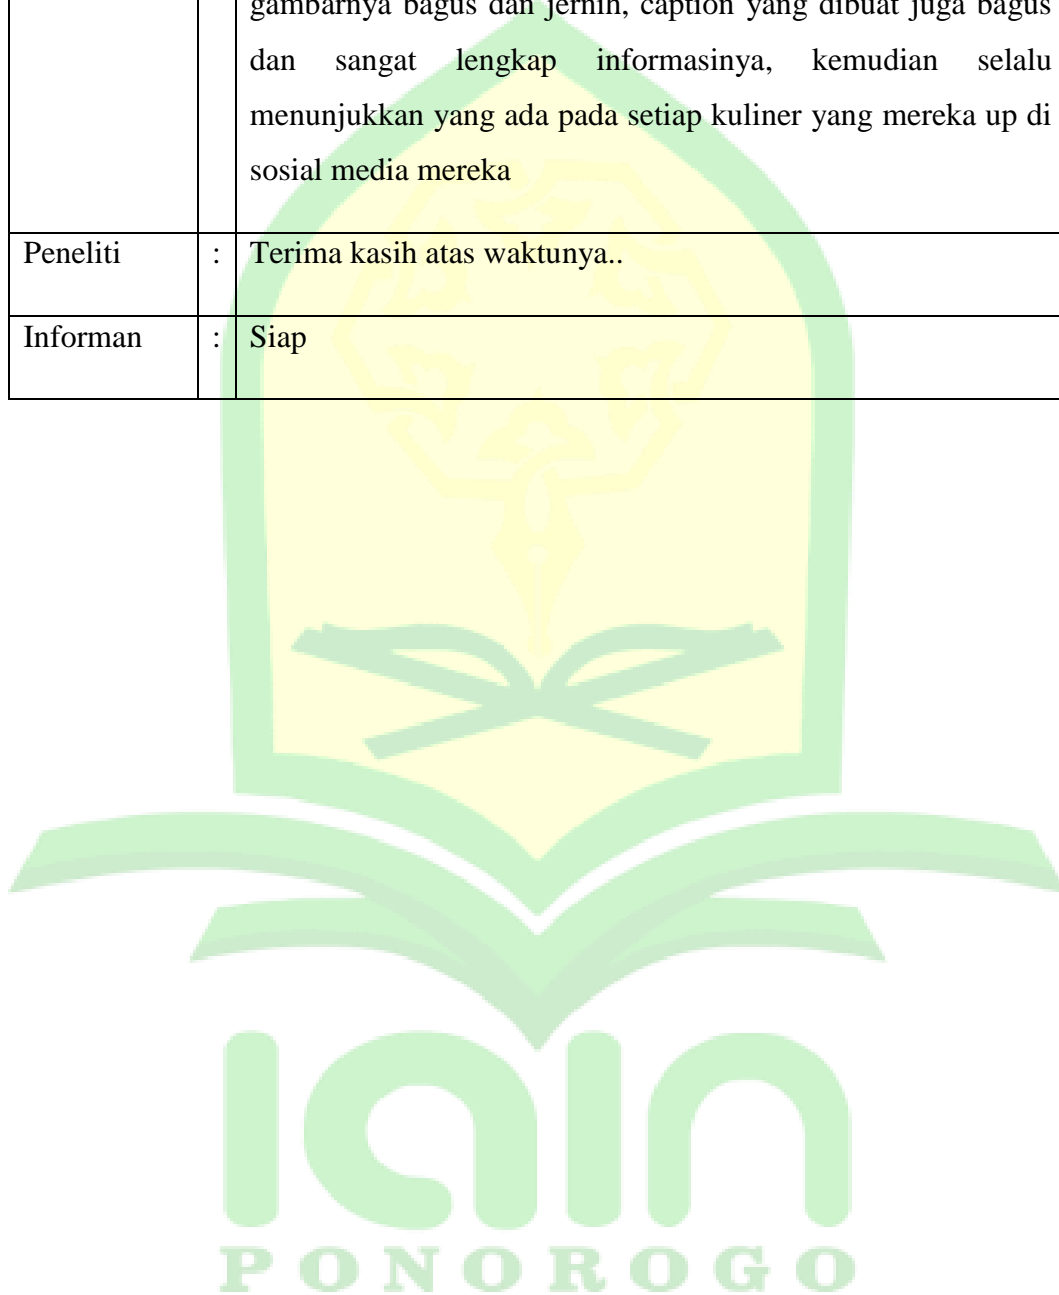 gambarnya bagus dan jernih, caption yang dibuat juga bagus
dan sangat lengkap informasinya, kemudian selalu
menunjukkan yang ada pada setiap kuliner yang mereka up di
sosial media mereka
Peneliti : Terima kasih atas waktunya..
Informan : Siap
iain
PONOROGO